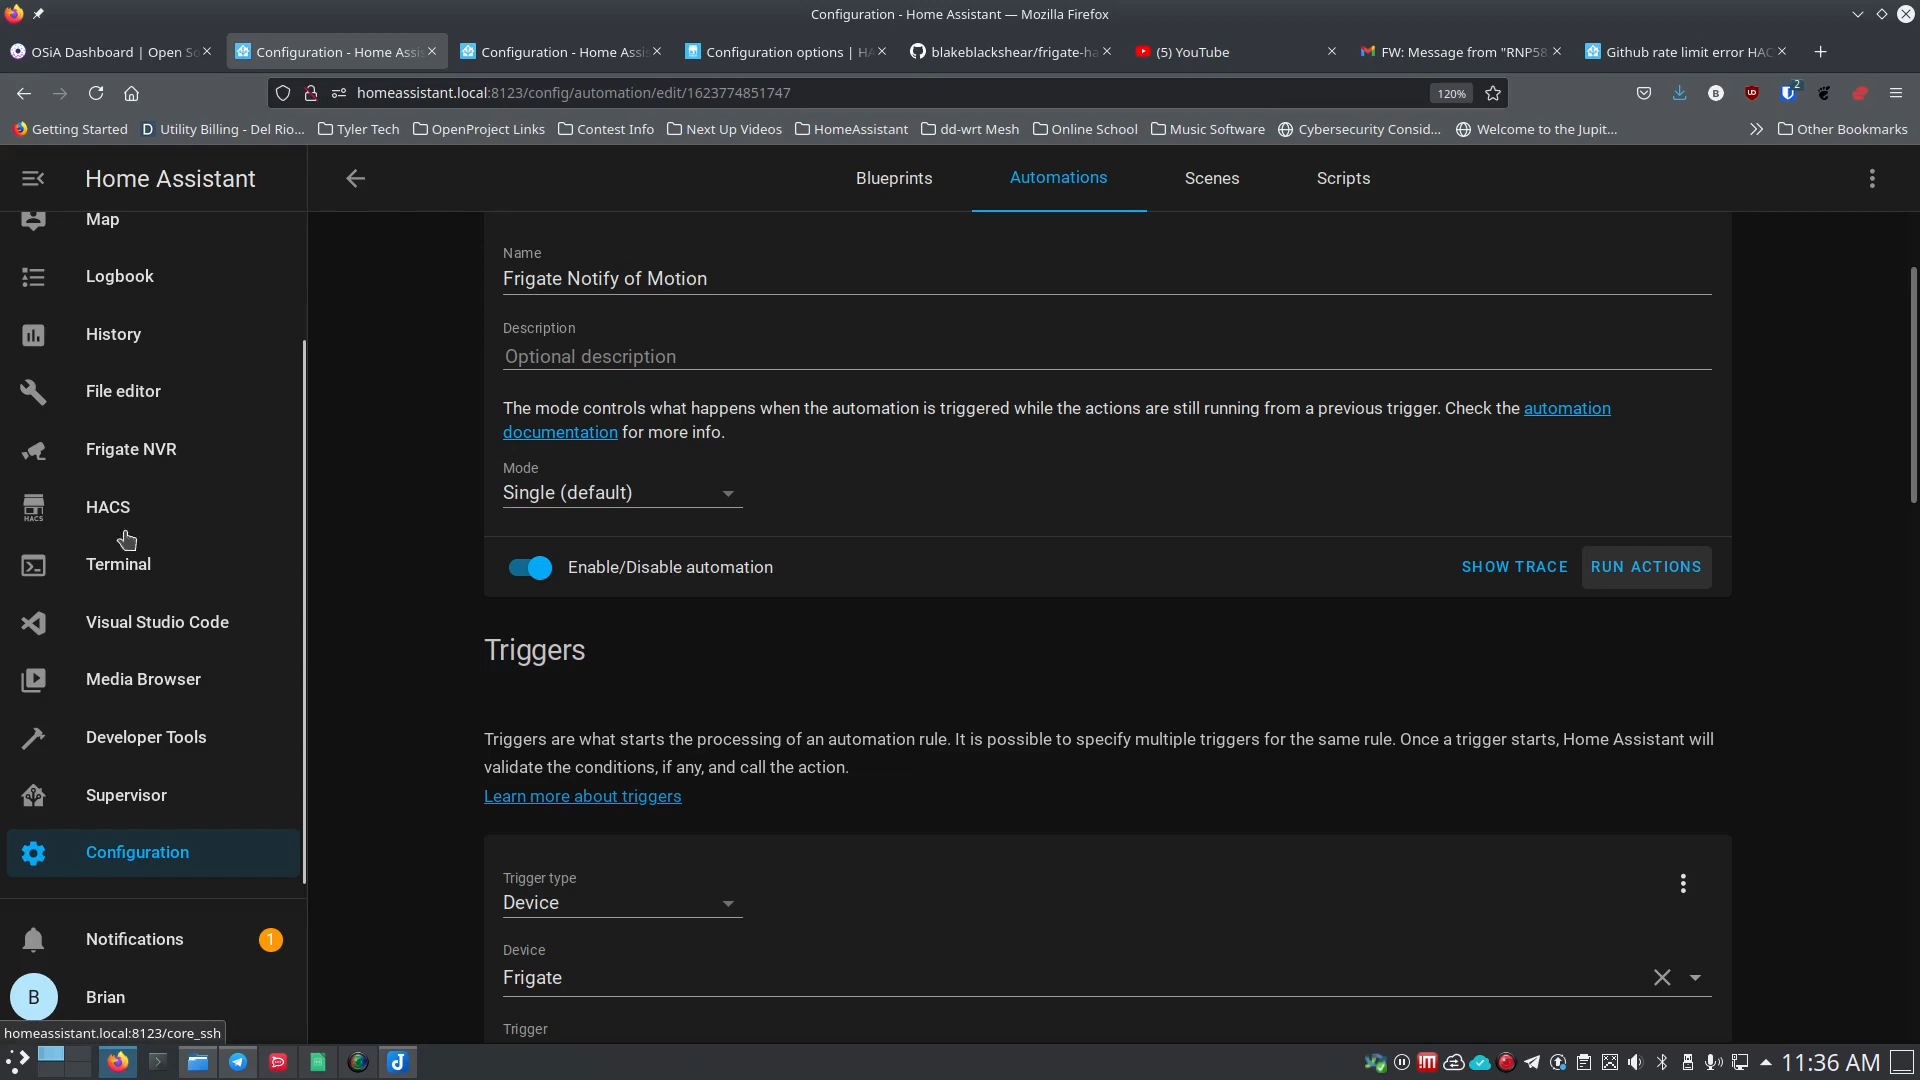 Configuration - Home Assistant — Mozilla Firefox
OSiA Dashboard | Open So
Configuration - Home Assis
Configuration - Home Assis
Configuration options | HA
blakeblackshear/frigate-ha
(5) YouTube
FW: Message from "RNP58
Github rate limit error HAC
homeassistant.local:8123/config/automation/edit/1623774851747
120%
2
Getting Started
Utility Billing - Del Rio...
Tyler Tech
OpenProject Links
Contest Info
Next Up Videos
HomeAssistant
dd-wrt Mesh
Online School
Music Software
Cybersecurity Consid...
Welcome to the Jupit...
Other Bookmarks
Home Assistant
Blueprints
Automations
Scenes
Scripts
Map
Logbook
History
File editor
Frigate NVR
HACS
HACS
Terminal
Visual Studio Code
Media Browser
Developer Tools
Supervisor
Configuration
Notifications
1
B
Brian
homeassistant.local:8123/core_ssh
Name
Frigate Notify of Motion
Description
Optional description
The mode controls what happens when the automation is triggered while the actions are still running from a previous trigger. Check the automation
documentation for more info.
Mode
Single (default)
Enable/Disable automation
SHOW TRACE
RUN ACTIONS
Triggers
Triggers are what starts the processing of an automation rule. It is possible to specify multiple triggers for the same rule. Once a trigger starts, Home Assistant will
validate the conditions, if any, and call the action.
Learn more about triggers
Trigger type
Device
Device
Frigate
Trigger
11:36 AM